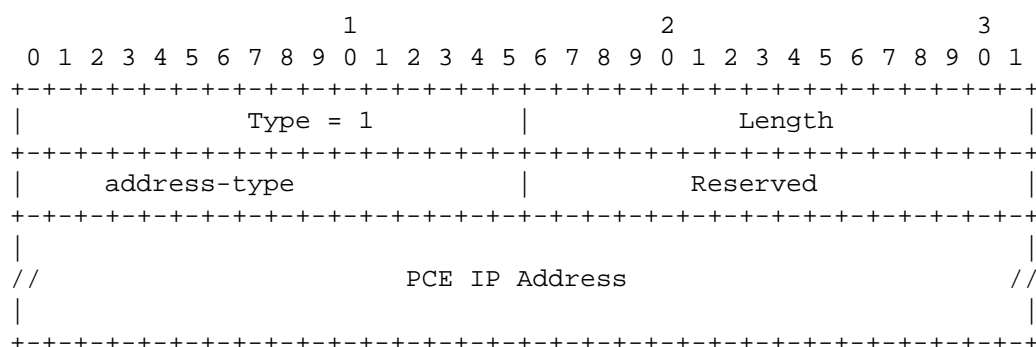 1                   2                   3
 0 1 2 3 4 5 6 7 8 9 0 1 2 3 4 5 6 7 8 9 0 1 2 3 4 5 6 7 8 9 0 1
+-+-+-+-+-+-+-+-+-+-+-+-+-+-+-+-+-+-+-+-+-+-+-+-+-+-+-+-+-+-+-+-+
|              Type = 1         |             Length            |
+-+-+-+-+-+-+-+-+-+-+-+-+-+-+-+-+-+-+-+-+-+-+-+-+-+-+-+-+-+-+-+-+
|     address-type              |          Reserved             |
+-+-+-+-+-+-+-+-+-+-+-+-+-+-+-+-+-+-+-+-+-+-+-+-+-+-+-+-+-+-+-+-+
|                                                               |
//                       PCE IP Address                        //
|                                                               |
+-+-+-+-+-+-+-+-+-+-+-+-+-+-+-+-+-+-+-+-+-+-+-+-+-+-+-+-+-+-+-+-+